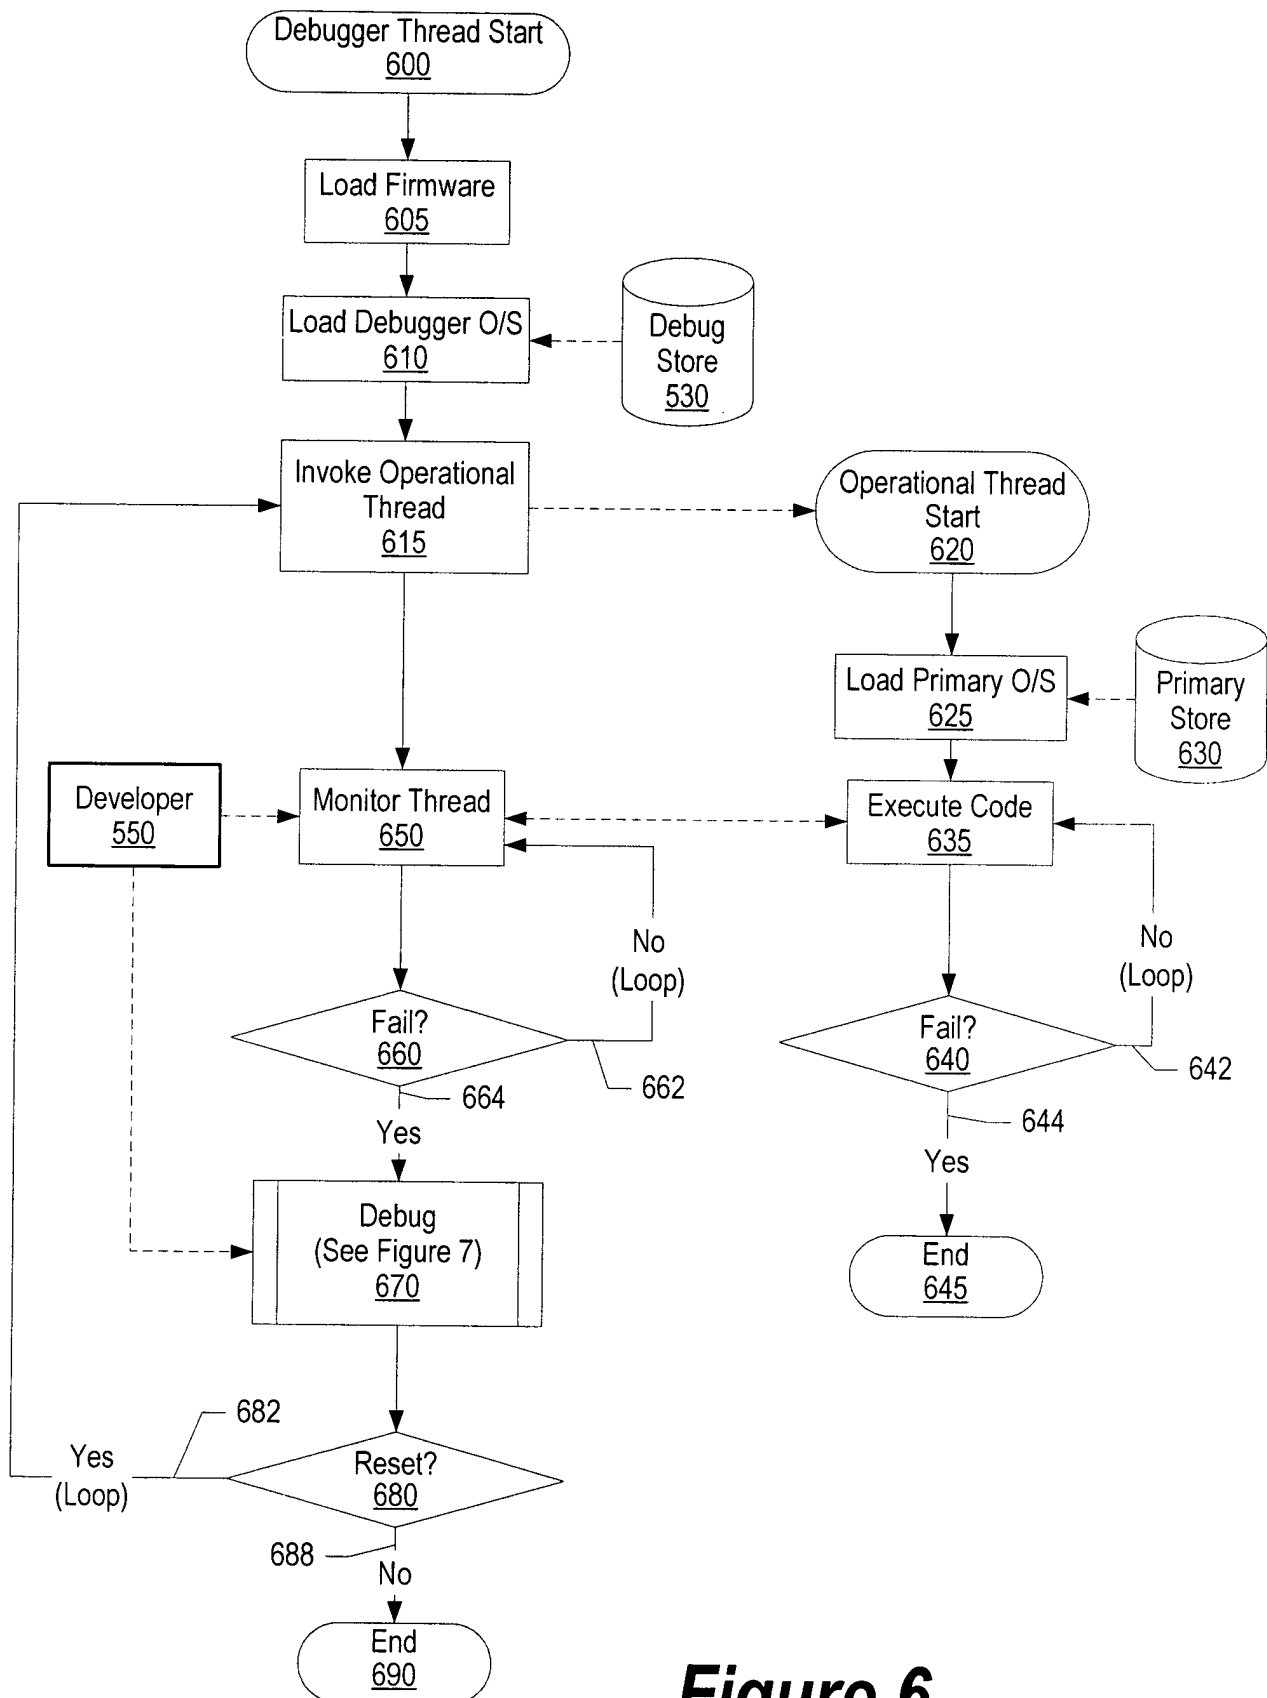 Debugger Thread Start
600
Load Firmware
605
Load Debugger O/S
610
Debug
Store
530
Invoke Operational
Thread
615
Operational Thread
Start
620
Load Primary O/S
625
Primary
Store
630
Developer
550
Monitor Thread
650
Execute Code
635
No
(Loop)
No
(Loop)
Fail?
660
Fail?
640
662
642
664
644
Yes
Yes
Debug
(See Figure 7)
670
End
645
682
Yes
(Loop)
Reset?
680
688
No
End
690
Figure 6